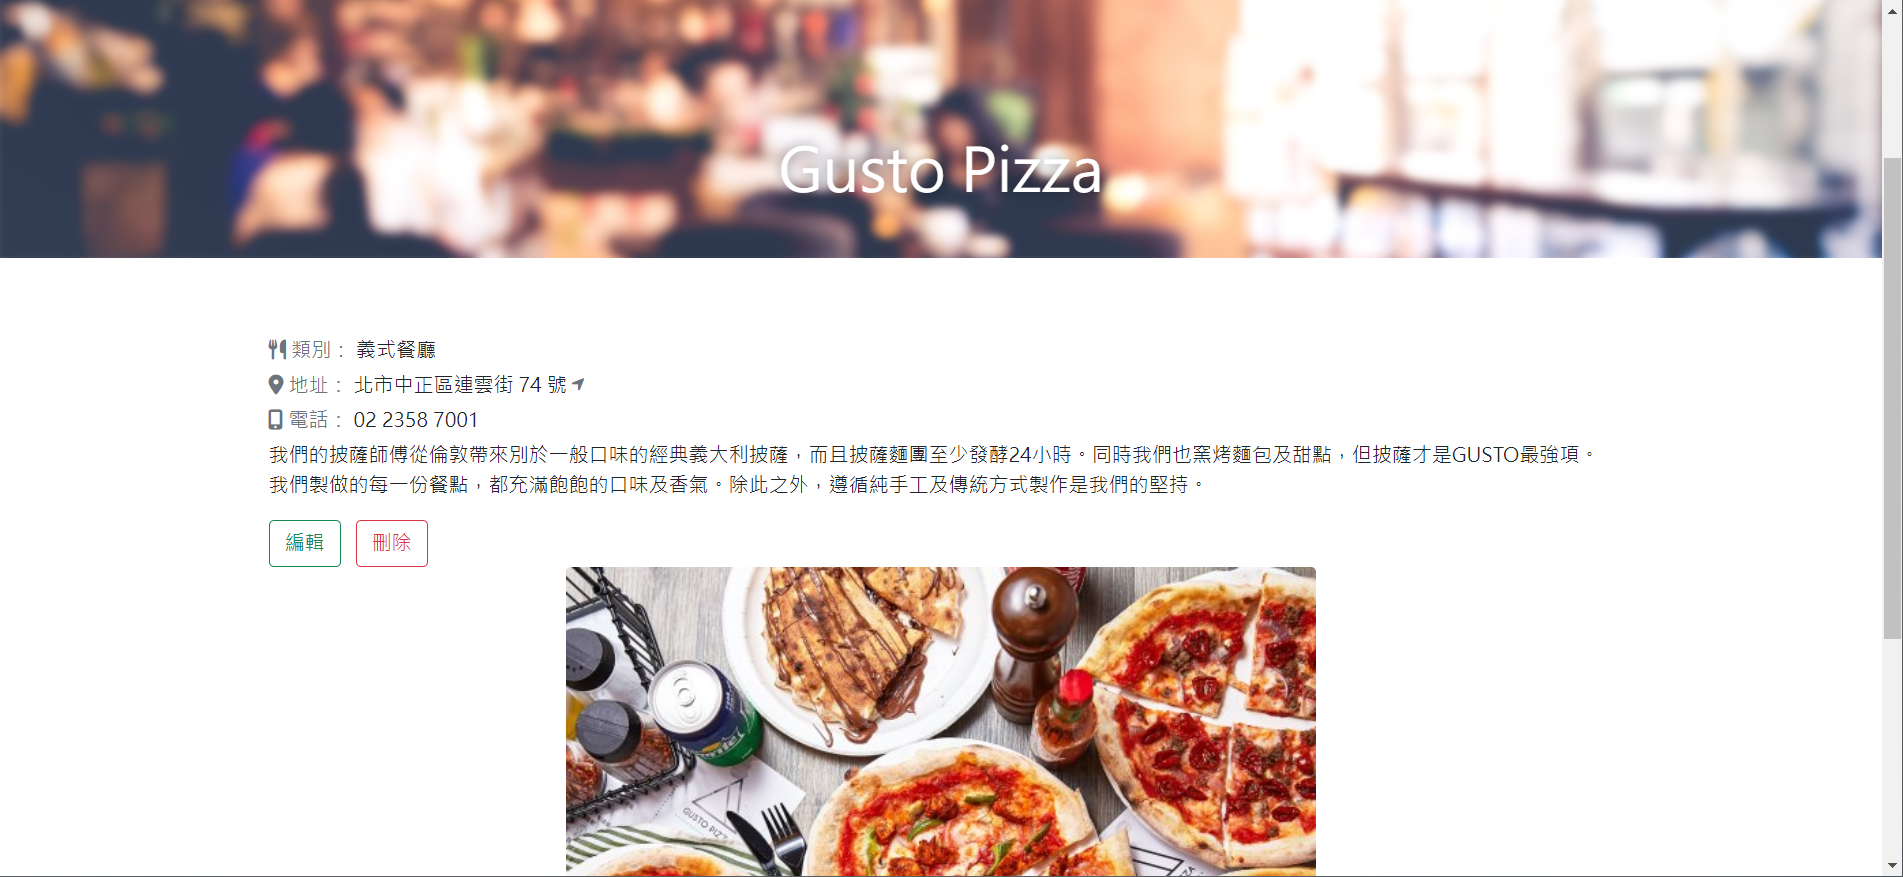 Gusto Pizza
類別： 義式餐廳
地址： 北市中正區連雲街 74 號
電話： 02 2358 7001
我們的披薩師傅從倫敦帶來別於一般口味的經典義大利披薩，而且披薩麵團至少發酵24小時。同時我們也窯烤麵包及甜點，但披薩才是GUSTO最強項。
我們製做的每一份餐點，都充滿飽飽的口味及香氣。除此之外，遵循純手工及傳統方式製作是我們的堅持。
編輯 刪除
GUSTO PIZZ